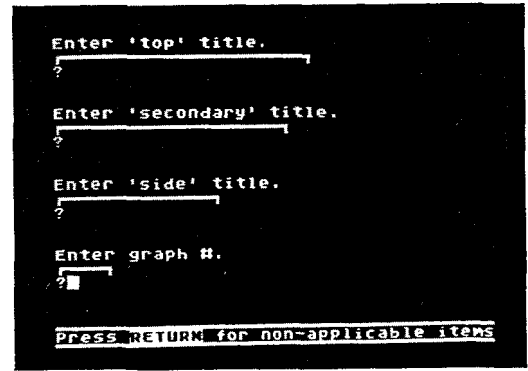 Enter 'top' title.
?
Enter 'secondary' title.
?
Enter 'side' title.
?
Enter graph #.
?
Press RETURN for non-applicable items